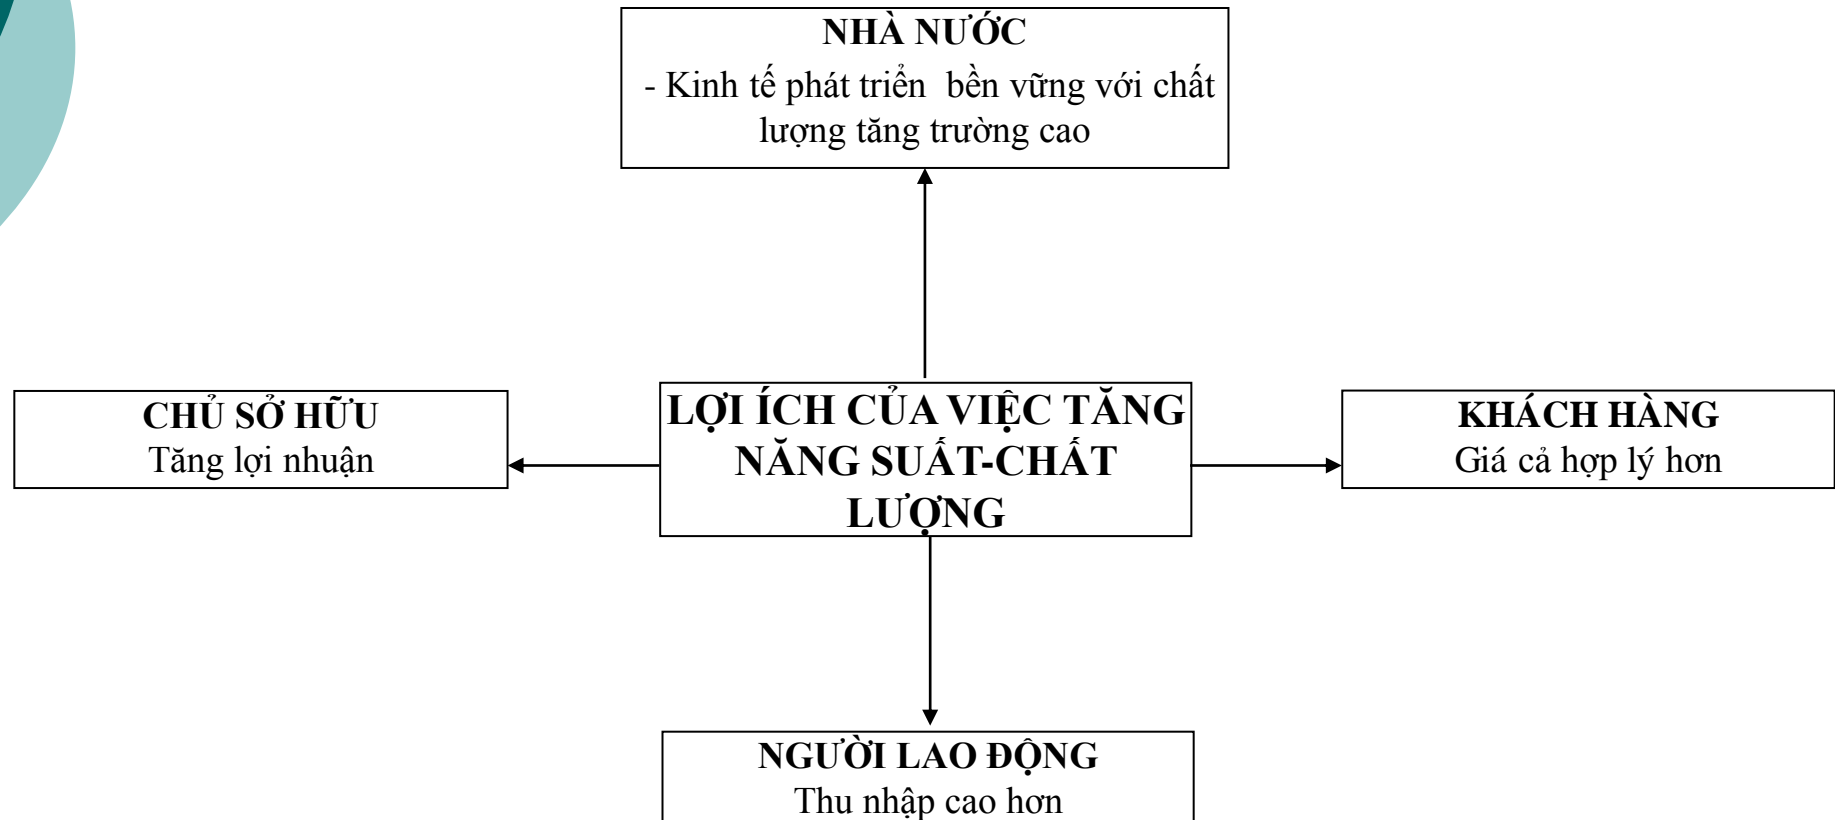 NHÀ NƯỚC
- Kinh tế phát triển bền vững với chất
lượng tăng trường cao
CHỦ SỞ HỮU
Tăng lợi nhuận
LỢI ÍCH CỦA VIỆC TĂNG
NĂNG SUẤT-CHẤT
LƯỢNG
KHÁCH HÀNG
Giá cả hợp lý hơn
NGƯỜI LAO ĐỘNG
Thu nhập cao hơn